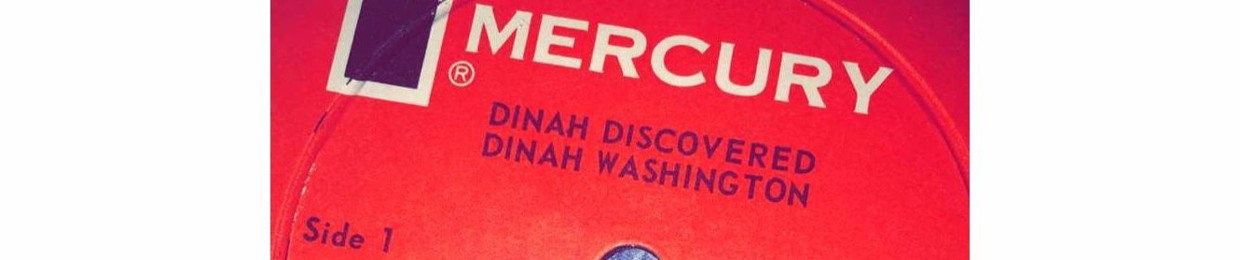 MERCURY
®
DINAH DISCOVERED
DINAH WASHINGTON
Side 1